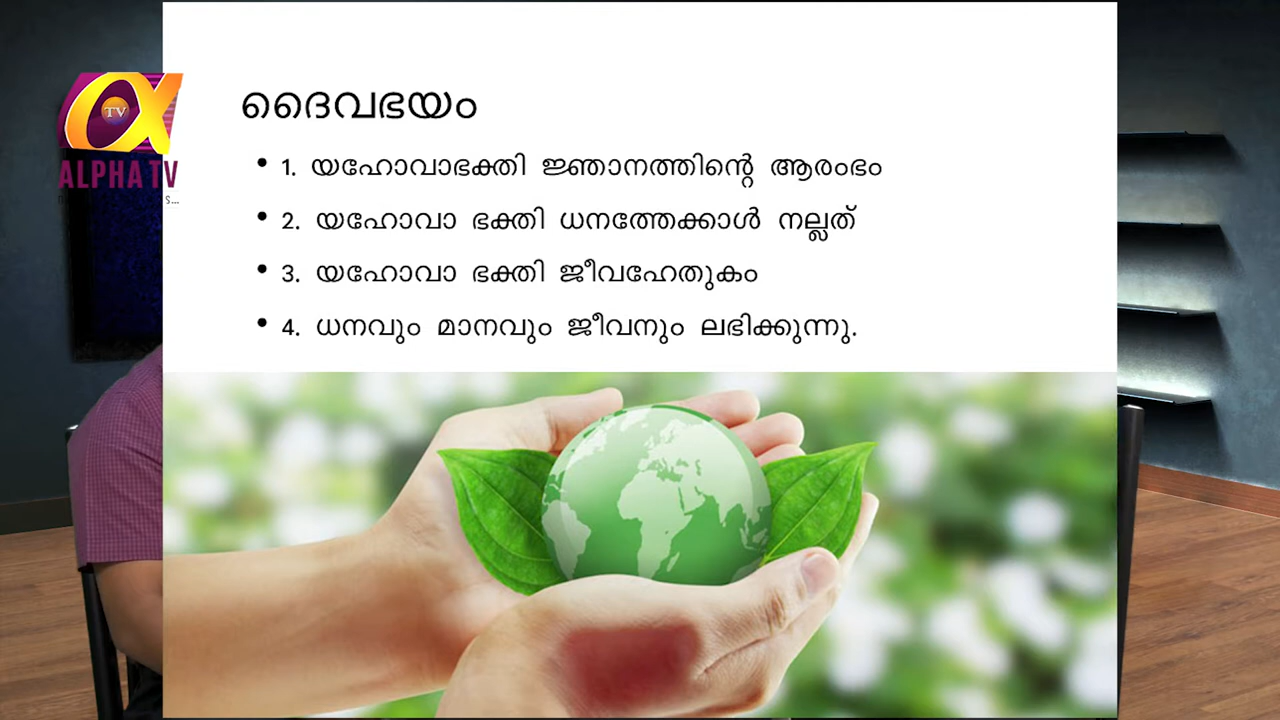 TV
ALPHA TV
ദൈവഭയം
• 1. യഹോവാഭക്തി ജ്ഞാനത്തിന്റെ ആരംഭം
• 2. യഹോവാ ഭക്തി ധനത്തേക്കാൾ നല്ലത്
• 3. യഹോവാ ഭക്തി ജീവഹേതുകം
• 4. ധനവും മാനവും ജീവനും ലഭിക്കുന്നു.